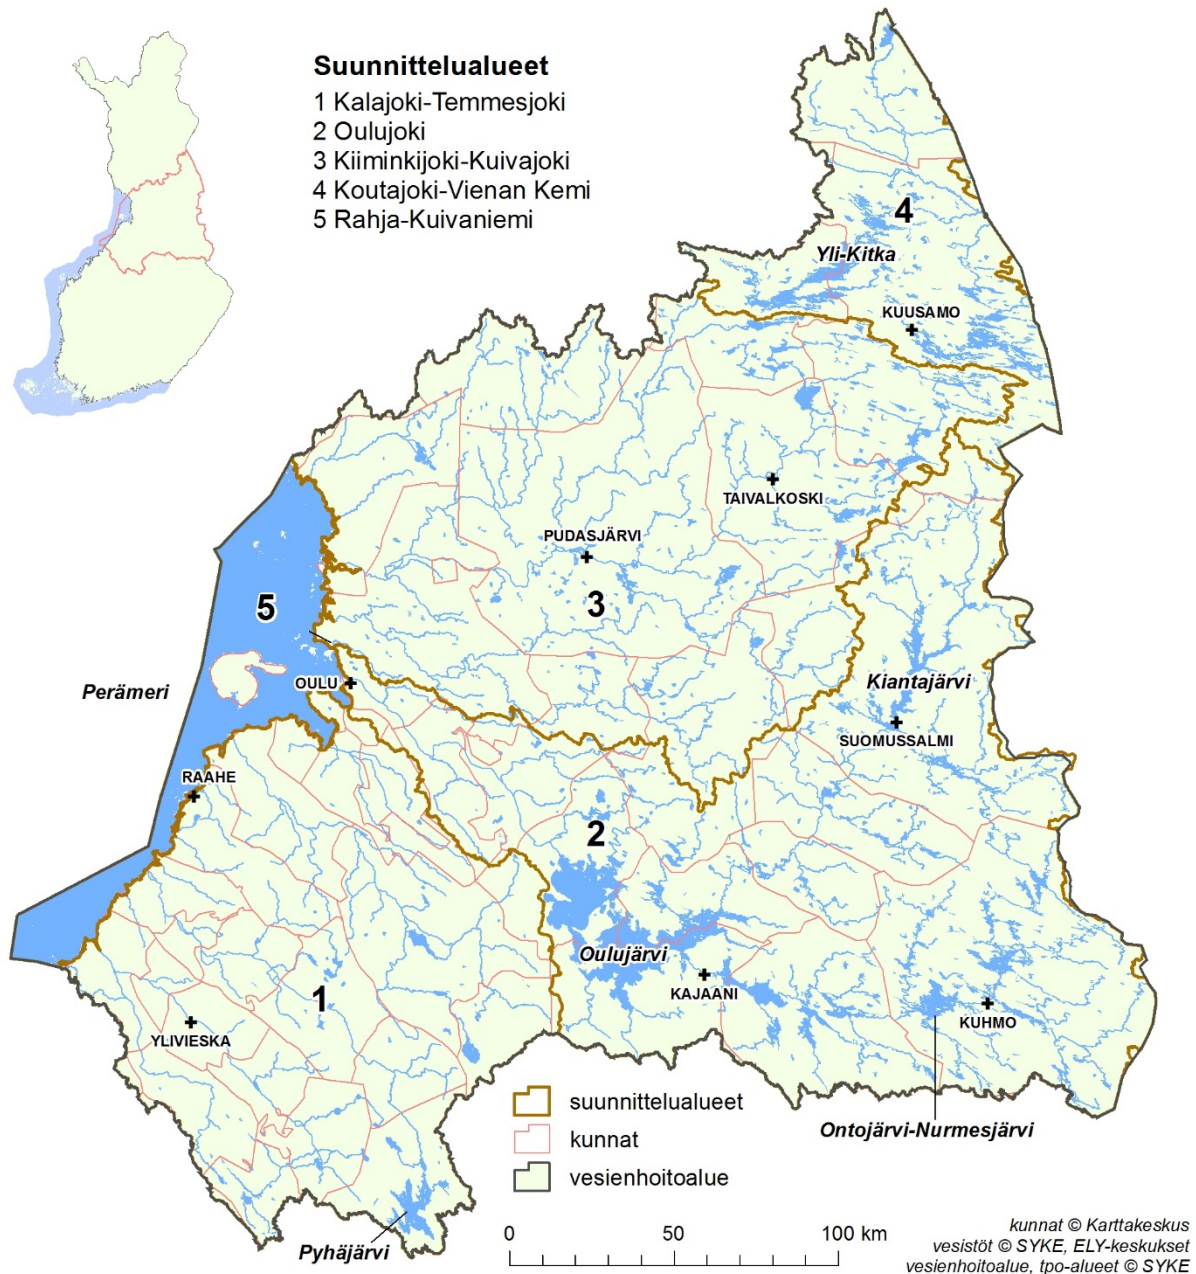 Suunnittelualueet
1 Kalajoki-Temmesjoki
2 Oulujoki
3 Kiiminkijoki-Kuivajoki
4 Koutajoki-Vienan Kemi
5 Rahja-Kuivaniemi
4
Yli-Kitka
KUUSAMO
TAIVALKOSKI
PUDASJÄRVI
3
5
Perämeri
OULU
Kiantajärvi
SUOMUSSALMI
RAAHE
2
Oulujärvi
KAJAANI
1
YLIVIESKA
KUHMO
Ontojärvi-Nurmesjärvi
Pyhäjärvi
suunnittelualueet
kunnat
vesienhoitoalue
0 50 100 km
kunnat © Karttakeskus
vesistöt © SYKE, ELY-keskukset
vesienhoitoalue, tpo-alueet © SYKE